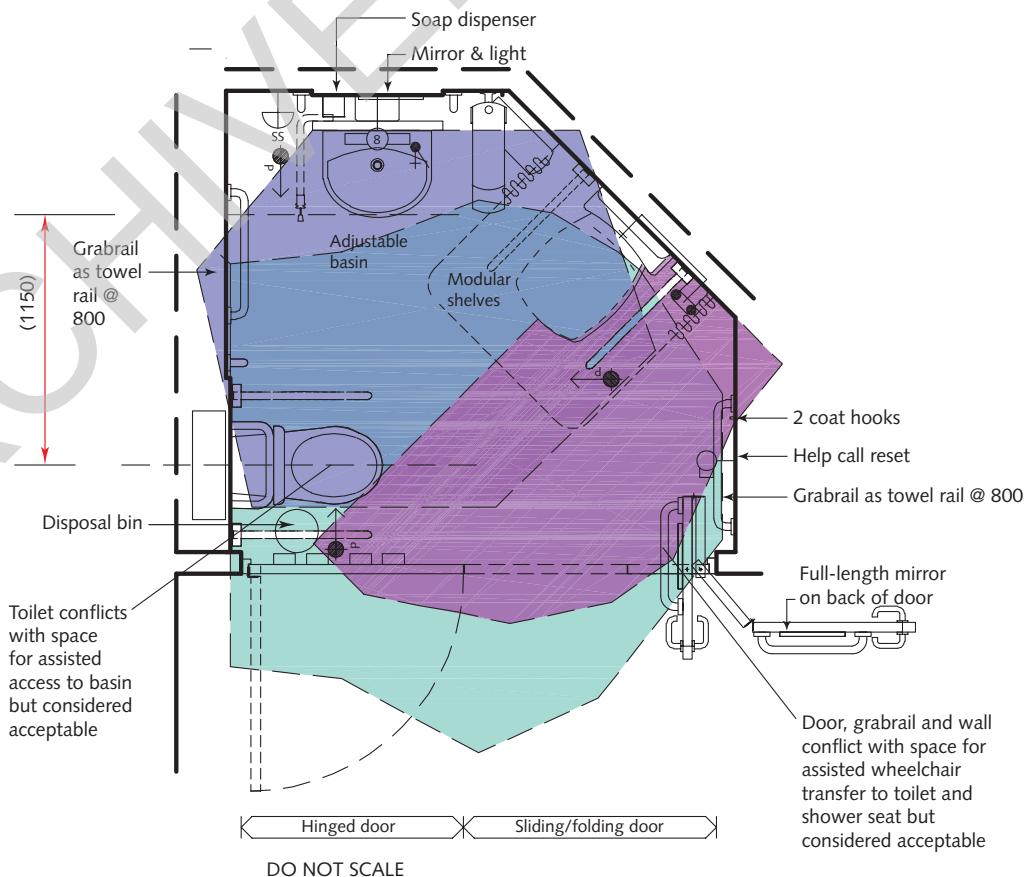 Soap dispenser
Mirror & light
SS
8
P
Grabrail
as towel
rail @
800
(1150)
Adjustable
basin
Modular
shelves
P
2 coat hooks
Help call reset
Grabrail as towel rail @ 800
Disposal bin
P
Full-length mirror
on back of door
Toilet conflicts
with space
for assisted
access to basin
but considered
acceptable
Door, grabrail and wall
conflict with space for
assisted wheelchair
transfer to toilet and
shower seat but
considered acceptable
Hinged door
Sliding/folding door
DO NOT SCALE
CHIVE